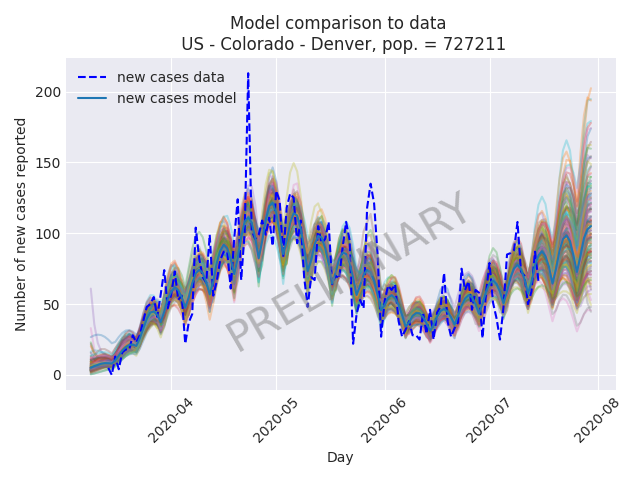 Model comparison to data
US - Colorado - Denver, pop. = 727211
new cases data
new cases model
PRELIMINARY
Number of new cases reported
200
150
100
50
0
2020-04
2020-05
2020-06
2020-07
2020-08
Day